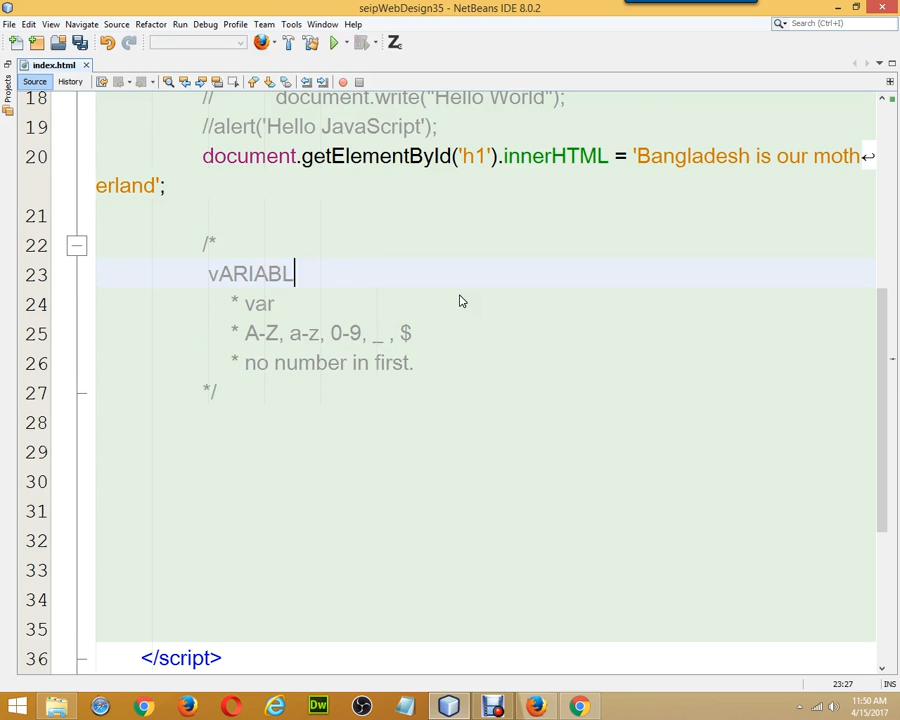 seipWebDesign35 - NetBeans IDE 8.0.2
File Edit View Navigate Source Refactor Run Debug Profile Team Tools Window Help
Search (Ctrl+I)
index.html
Source History
Projects
18 // document.write("Hello World");
19 //alert('Hello JavaScript');
20 document.getElementById('h1').innerHTML = 'Bangladesh is our moth
erland';
21
22 /*
23 vARIABL
24 * var
25 * A-Z, a-z, 0-9, _ , $
26 * no number in first.
27 */
28
29
30
31
32
33
34
35
36 </script>
23:27 INS
Dw
11:50 AM
4/15/2017